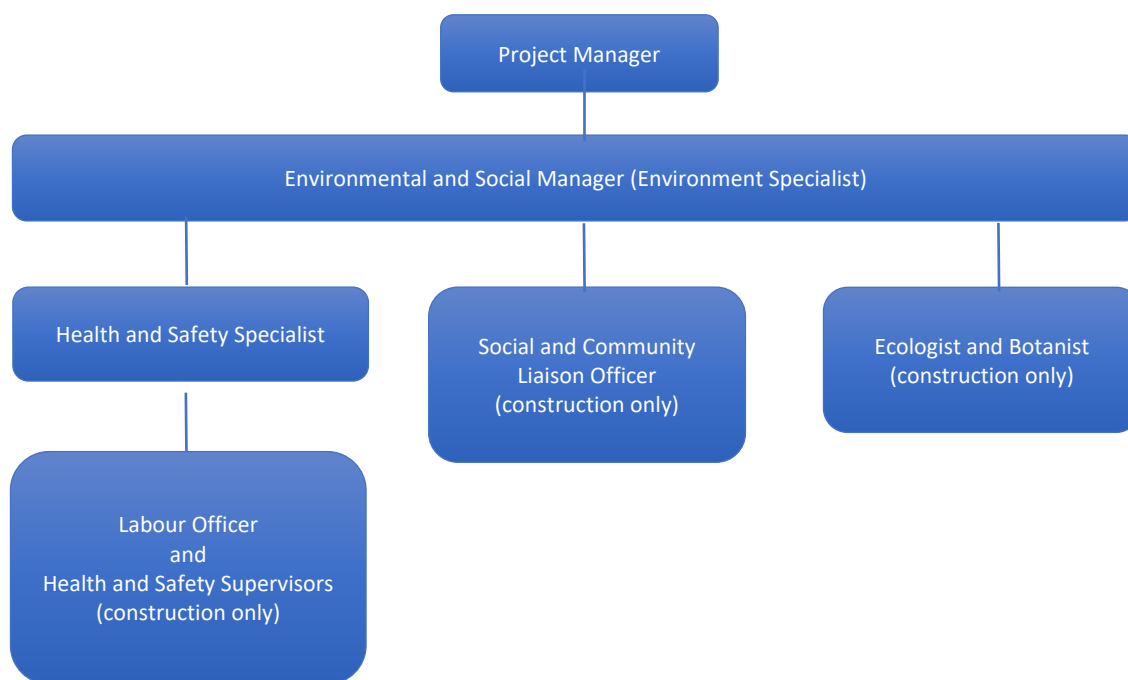 Project Manager
Environmental and Social Manager (Environment Specialist)
Health and Safety Specialist
Social and Community
Liaison Officer
(construction only)
Ecologist and Botanist
(construction only)
Labour Officer
and
Health and Safety Supervisors
(construction only)